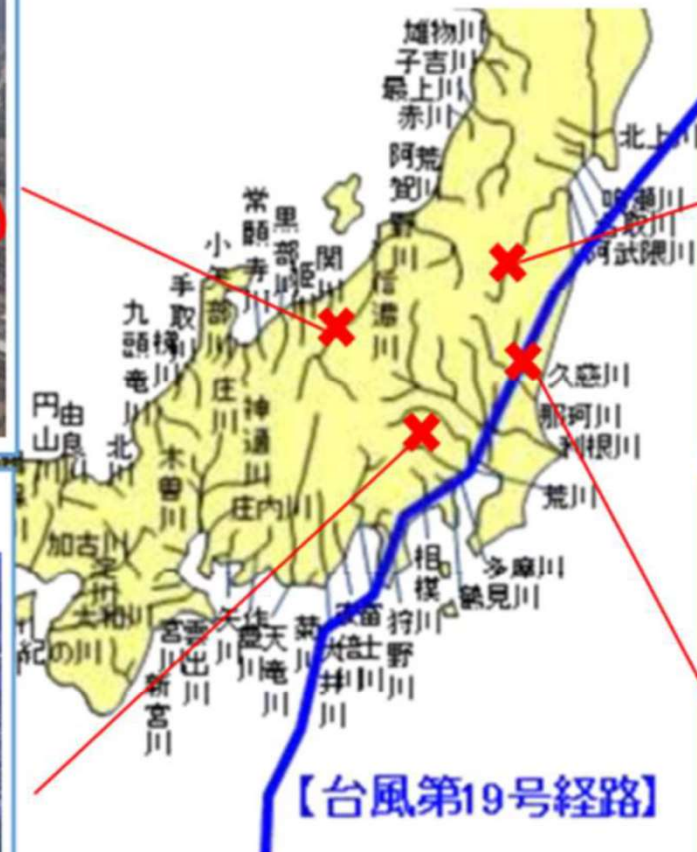 雄物川
子吉川
最上川
赤川
荒川
阿賀野川
北上川
鳴瀬川
名取川
阿武隈川
常願寺川
黒部川
姫川
関川
信濃川
小矢部川
手取川
梯川
九頭竜川
庄川
神通川
久慈川
那珂川
利根川
荒川
円山川
由良川
北川
木曽川
庄内川
加古川
淀川
大和川
紀の川
多摩川
鶴見川
相模川
宮川
雲出川
新宮川
矢作川
豊川
天竜川
菊川
大井川
安倍川
富士川
狩野川
【台風第19号経路】